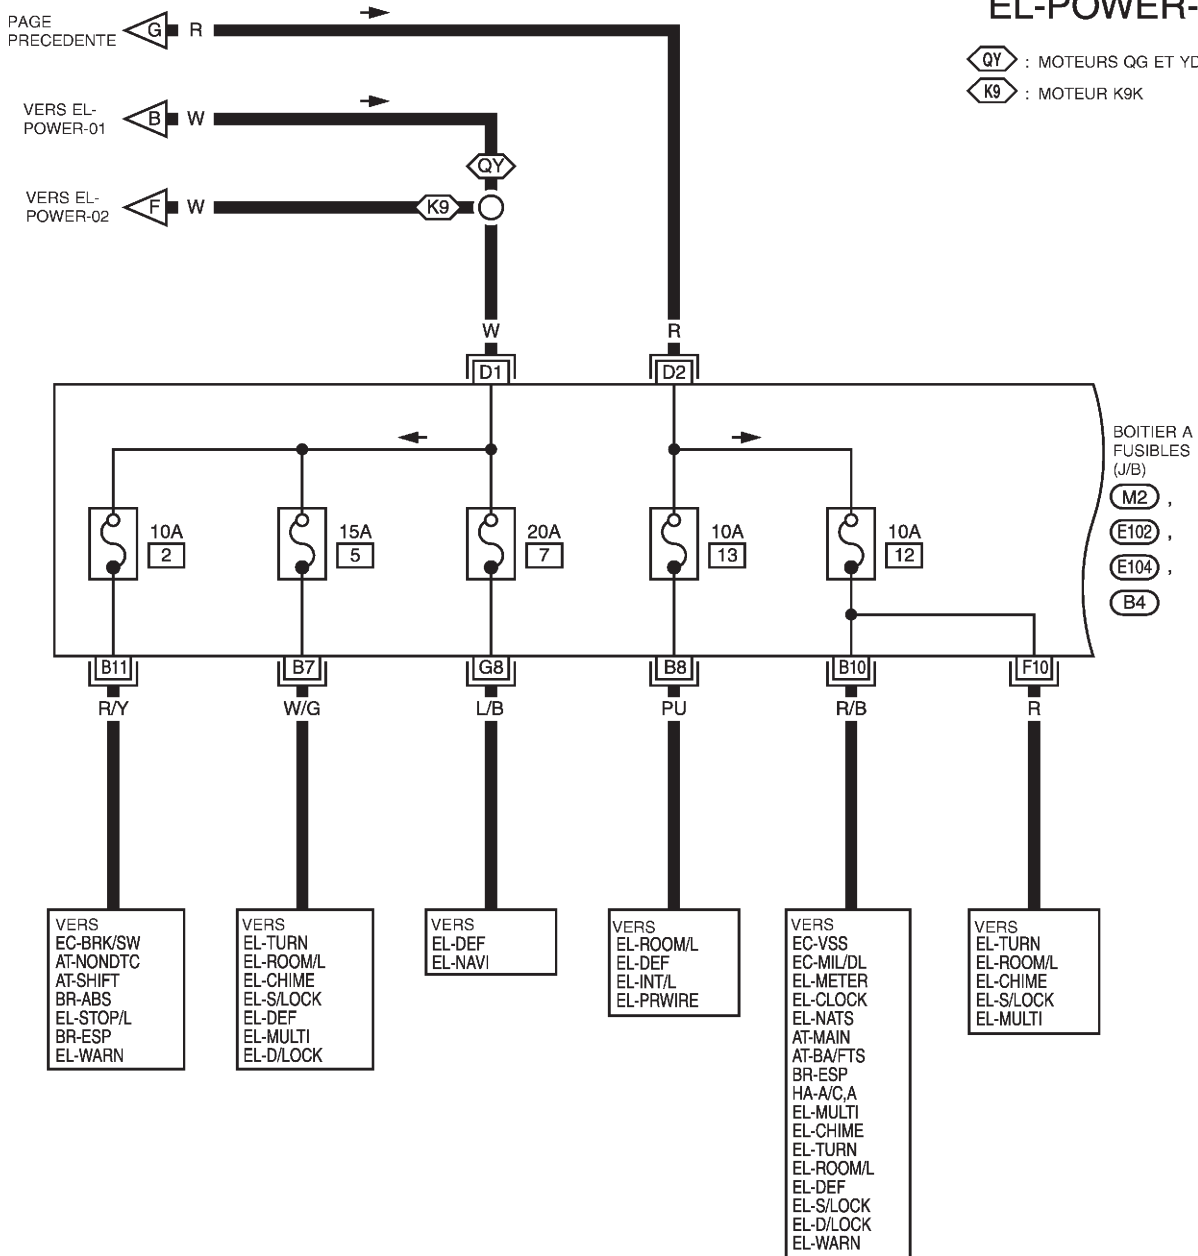 EL-POWER-
PAGE
PRECEDENTE
G
R
QY : MOTEURS QG ET YD
K9 : MOTEUR K9K
VERS EL-
POWER-01
B
W
QY
VERS EL-
POWER-02
F
W
K9
W
R
D1
D2
BOITIER A
FUSIBLES
(J/B)
M2 ,
E102 ,
E104 ,
B4
10A
2
15A
5
20A
7
10A
13
10A
12
B11
B7
G8
B8
B10
F10
R/Y
W/G
L/B
PU
R/B
R
VERS
EC-BRK/SW
AT-NONDTC
AT-SHIFT
BR-ABS
EL-STOP/L
BR-ESP
EL-WARN
VERS
EL-TURN
EL-ROOM/L
EL-CHIME
EL-S/LOCK
EL-DEF
EL-MULTI
EL-D/LOCK
VERS
EL-DEF
EL-NAVI
VERS
EL-ROOM/L
EL-DEF
EL-INT/L
EL-PRWIRE
VERS
EC-VSS
EC-MIL/DL
EL-METER
EL-CLOCK
EL-NATS
AT-MAIN
AT-BA/FTS
BR-ESP
HA-A/C,A
EL-MULTI
EL-CHIME
EL-TURN
EL-ROOM/L
EL-DEF
EL-S/LOCK
EL-D/LOCK
EL-WARN
VERS
EL-TURN
EL-ROOM/L
EL-CHIME
EL-S/LOCK
EL-MULTI